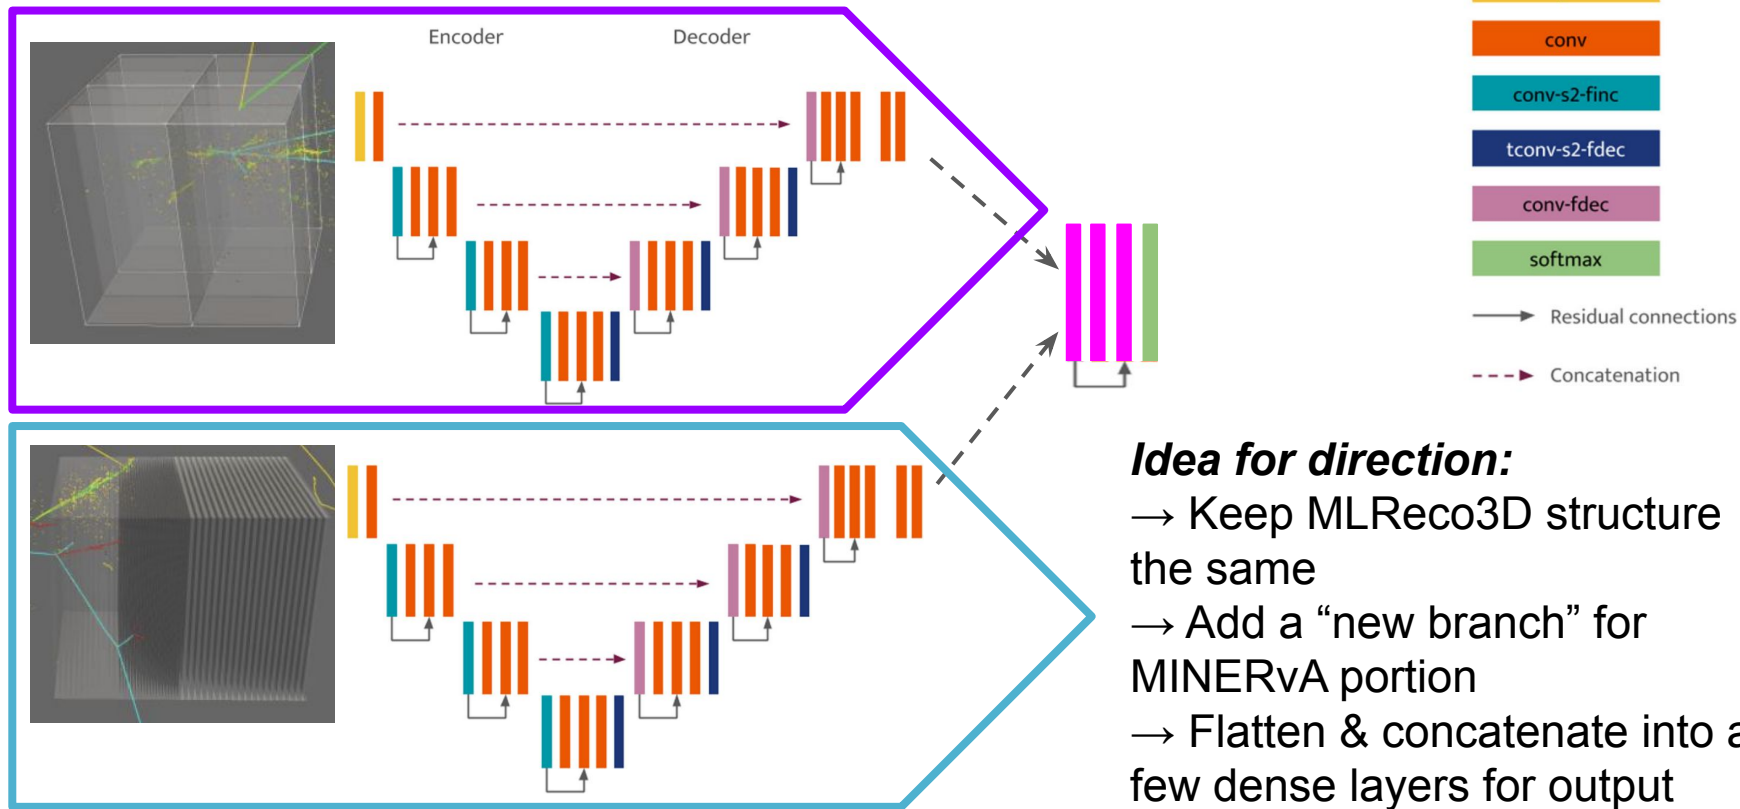 Encoder
Decoder
conv
conv-s2-finc
tconv-s2-fdec
conv-fdec
softmax
Residual connections
Concatenation
Idea for direction:
→ Keep MLReco3D structure
the same
→ Add a “new branch” for
MINERvA portion
→ Flatten & concatenate into a
few dense layers for output